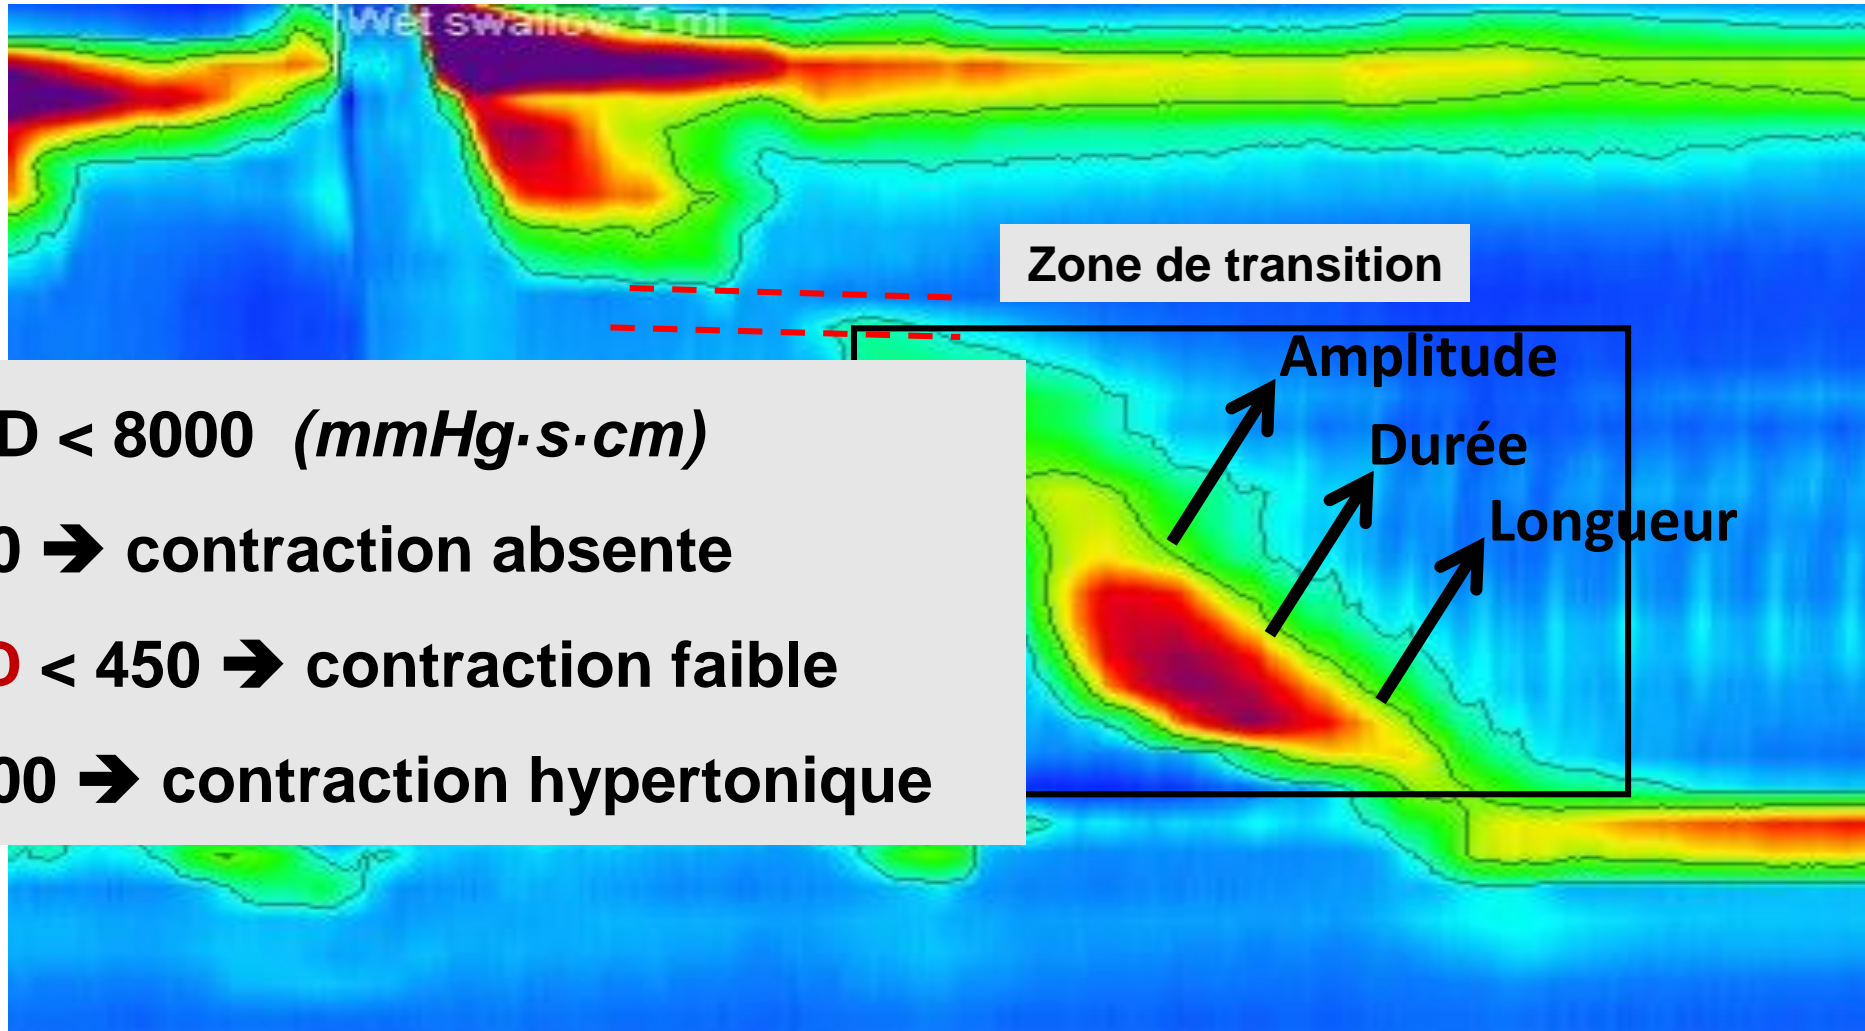 Wet swallow 5 ml
Zone de transition
Amplitude
Durée
Longueur
D < 8000 (mmHg·s·cm)
0 ➔ contraction absente
D < 450 ➔ contraction faible
00 ➔ contraction hypertonique